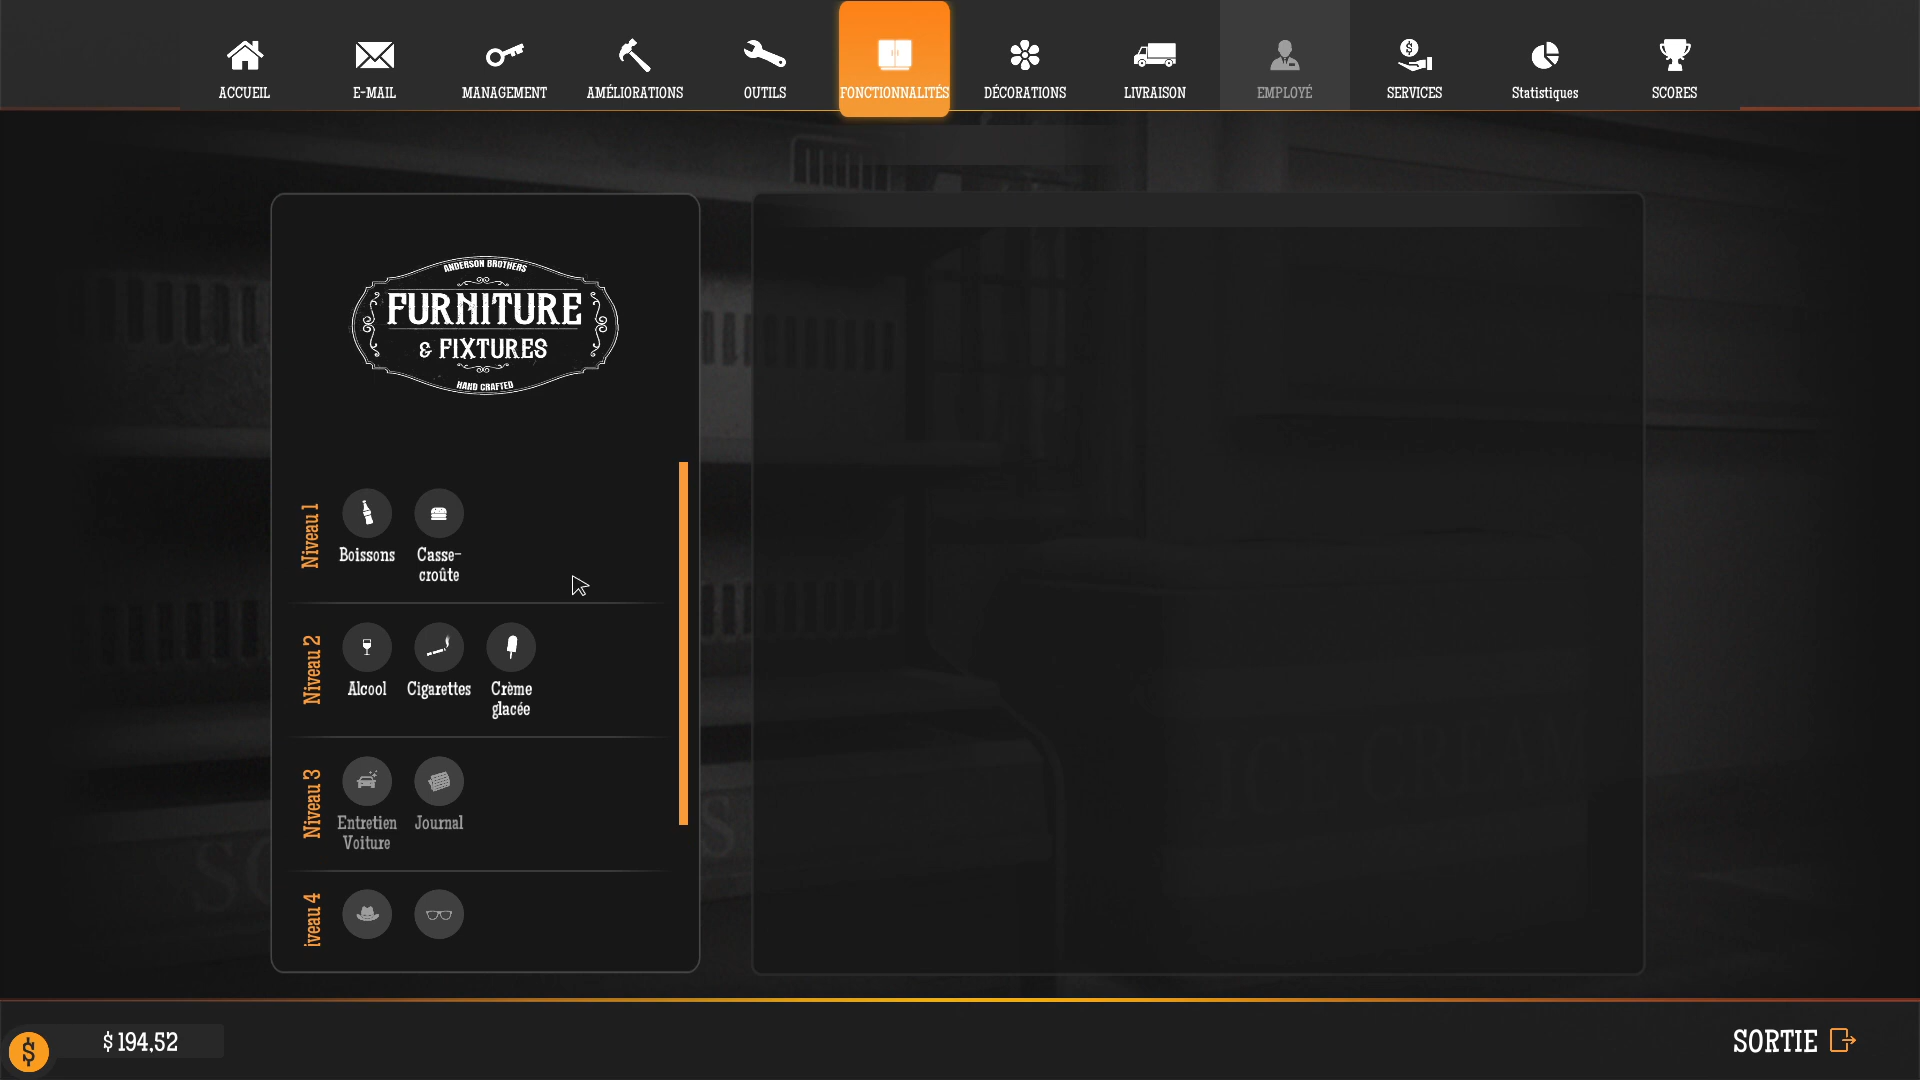 ACCUEIL
E-MAIL
MANAGEMENT
AMÉLIORATIONS
OUTILS
FONCTIONNALITÉS
DÉCORATIONS
LIVRAISON
EMPLOYÉ
SERVICES
Statistiques
SCORES
ANDERSON BROTHERS
FURNITURE
& FIXTURES
HAND CRAFTED
Niveau 1
Boissons
Casse-
croûte
Niveau 2
Alcool
Cigarettes
Crème
glacée
Niveau 3
Entretien
Voiture
Journal
iveau 4
ICE CREAM
$ 194,52
SORTIE